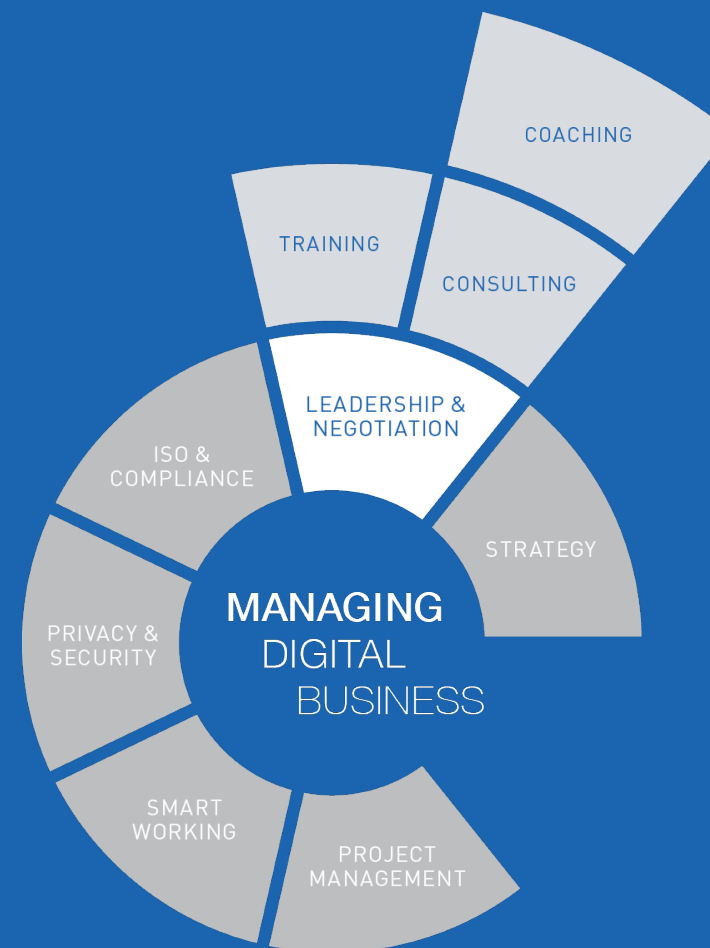 COACHING
TRAINING
CONSULTING
LEADERSHIP &
NEGOTIATION
ISO &
COMPLIANCE
STRATEGY
PRIVACY &
SECURITY
MANAGING
DIGITAL
BUSINESS
SMART
WORKING
PROJECT
MANAGEMENT